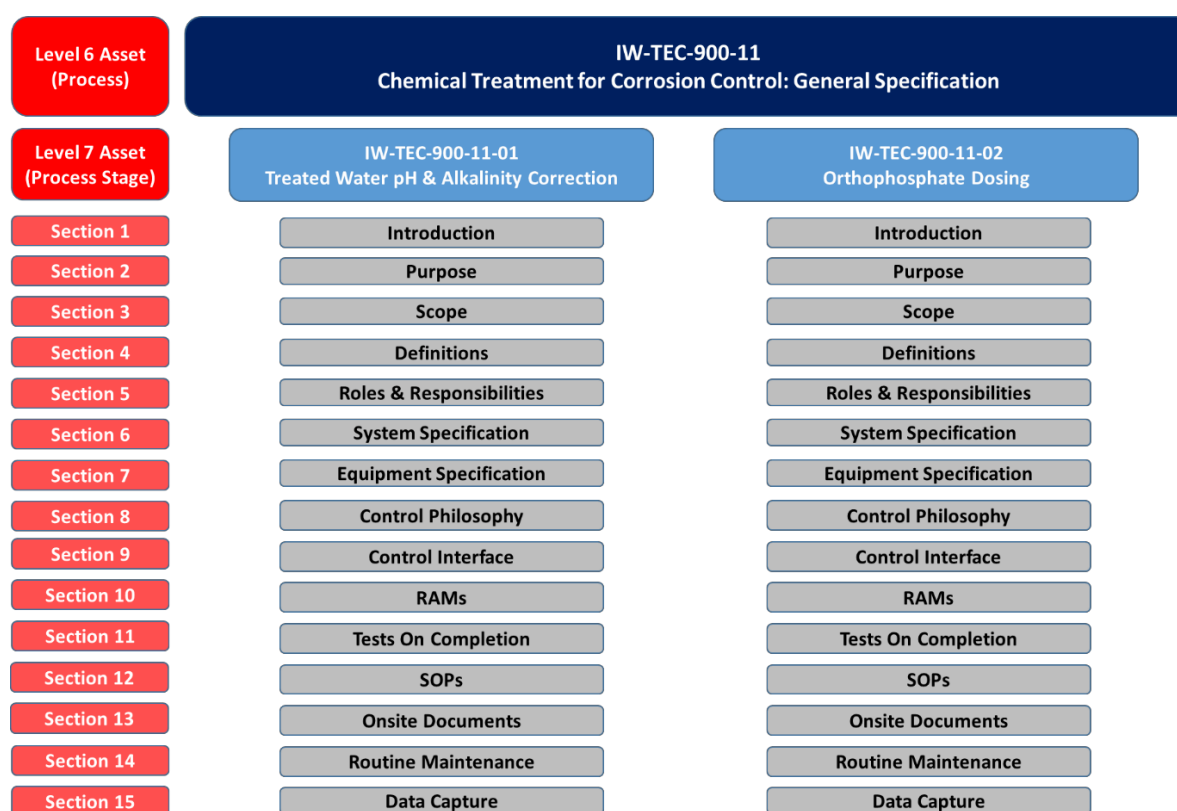 Level 6 Asset
(Process)
IW-TEC-900-11
Chemical Treatment for Corrosion Control: General Specification
Level 7 Asset
(Process Stage)
IW-TEC-900-11-01
Treated Water pH & Alkalinity Correction
IW-TEC-900-11-02
Orthophosphate Dosing
Section 1
Introduction
Introduction
Section 2
Purpose
Purpose
Section 3
Scope
Scope
Section 4
Definitions
Definitions
Section 5
Roles & Responsibilities
Roles & Responsibilities
Section 6
System Specification
System Specification
Section 7
Equipment Specification
Equipment Specification
Section 8
Control Philosophy
Control Philosophy
Section 9
Control Interface
Control Interface
Section 10
RAMs
RAMs
Section 11
Tests On Completion
Tests On Completion
Section 12
SOPs
SOPs
Section 13
Onsite Documents
Onsite Documents
Section 14
Routine Maintenance
Routine Maintenance
Section 15
Data Capture
Data Capture